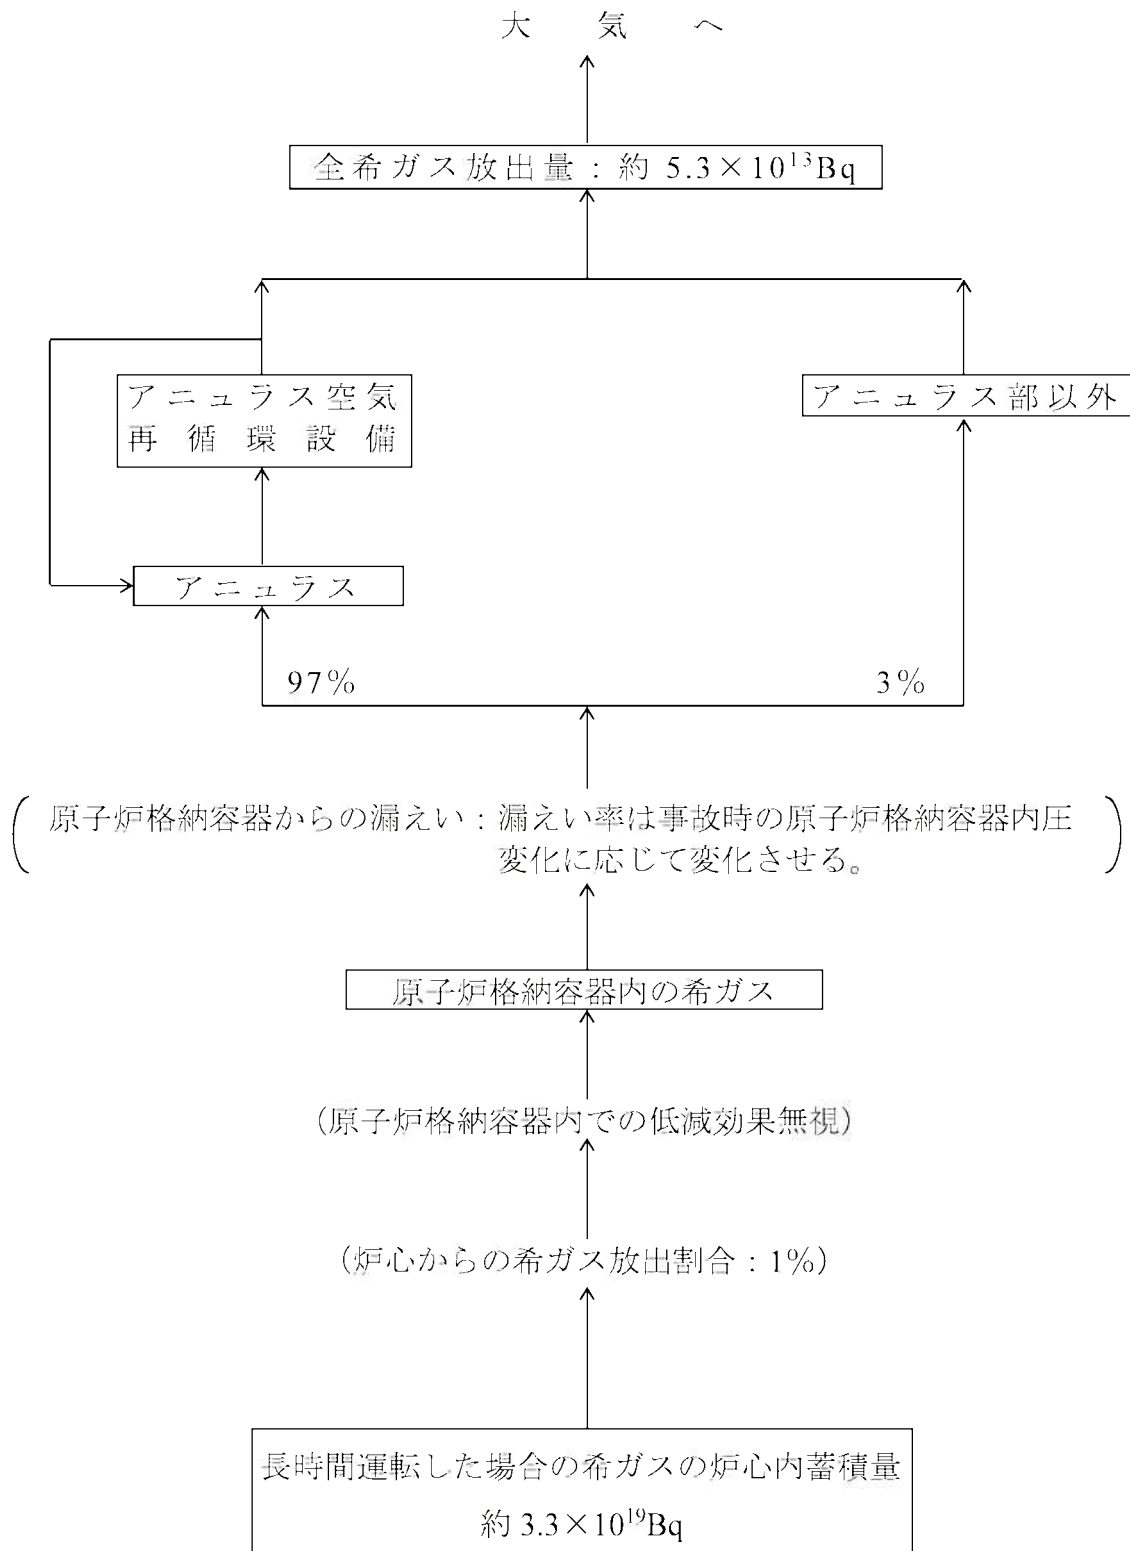 大気へ
全希ガス放出量：約 5.3×10¹³Bq
アニュラス空気
再循環設備
アニュラス部以外
アニュラス
97%
3%
原子炉格納容器からの漏えい：漏えい率は事故時の原子炉格納容器内圧
変化に応じて変化させる。
原子炉格納容器内の希ガス
(原子炉格納容器内での低減効果無視)
(炉心からの希ガス放出割合：1%)
長時間運転した場合の希ガスの炉心内蓄積量
約 3.3×10¹⁹Bq